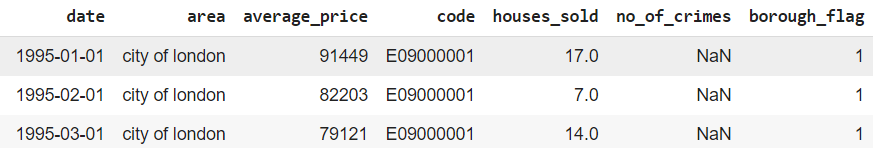 date area average_price code houses_sold no_of_crimes borough_flag
1995-01-01 city of london 91449 E09000001 17.0 NaN 1
1995-02-01 city of london 82203 E09000001 7.0 NaN 1
1995-03-01 city of london 79121 E09000001 14.0 NaN 1